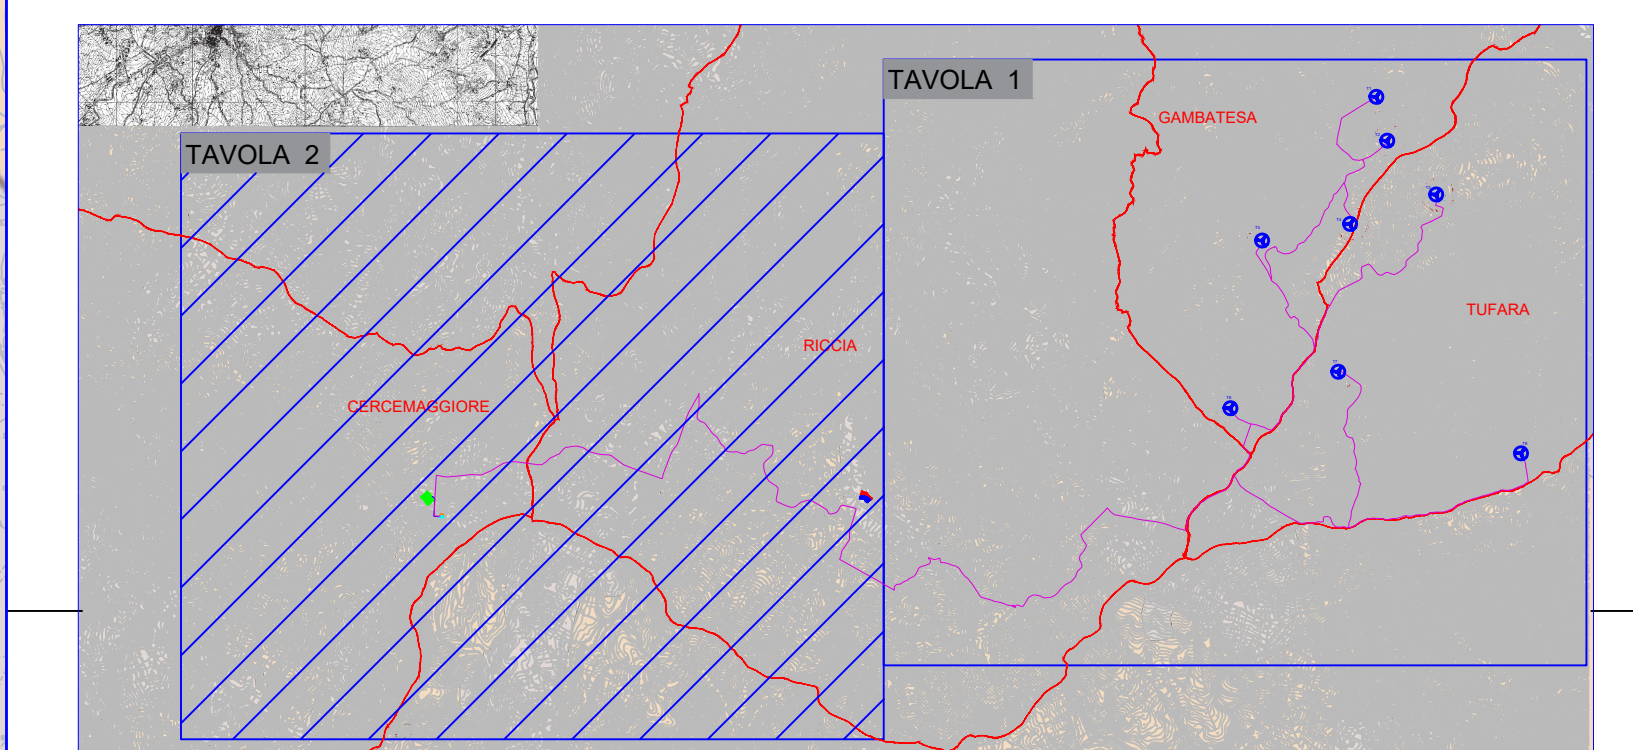 TAVOLA 1
TAVOLA 2
GAMBATESA
TUFARA
RICCIA
CERCEMAGGIORE